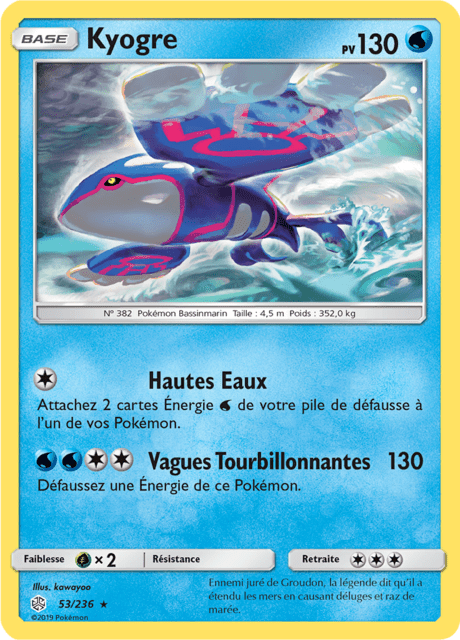 BASE Kyogre PV 130
N° 382 Pokémon Bassinmarin Taille : 4,5 m Poids : 352,0 kg
Hautes Eaux
Attachez 2 cartes Énergie de votre pile de défausse à
l'un de vos Pokémon.
Vagues Tourbillonnantes 130
Défaussez une Énergie de ce Pokémon.
Faiblesse ×2 Résistance Retraite
Illus. kawayoo
53/236 ★
©2019 Pokémon
Ennemi juré de Groudon, la légende dit qu'il a
étendu les mers en causant déluges et raz de
marée.